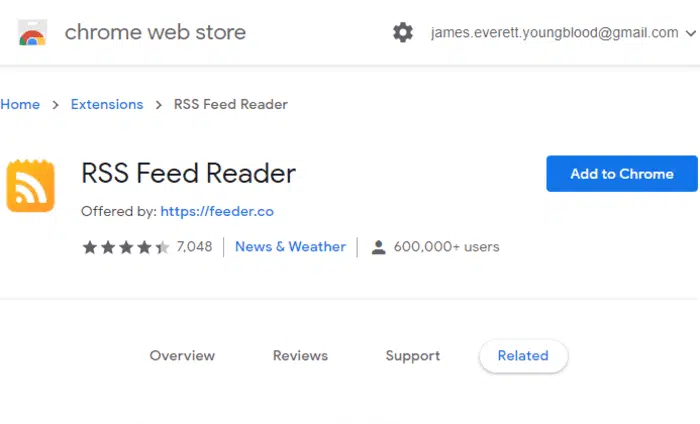 chrome web store james.everett.youngblood@gmail.com
Home > Extensions > RSS Feed Reader
RSS Feed Reader
Add to Chrome
Offered by: https://feeder.co
7,048 News & Weather 600,000+ users
Overview Reviews Support Related